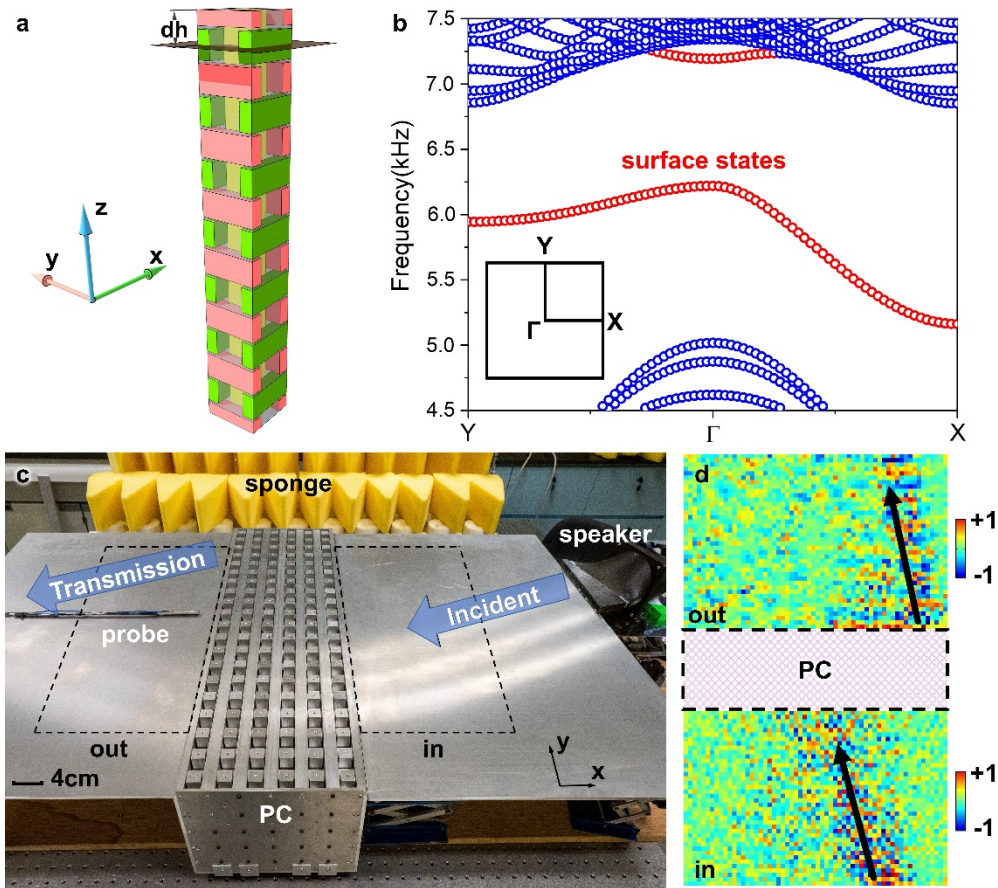 a
dh
z
y
x
b
7.5
7.0
6.5
6.0
5.5
5.0
4.5
Frequency(kHz)
surface states
Y
Γ
X
Y
Γ
X
c
sponge
speaker
Transmission
Incident
probe
out
in
4cm
PC
y
x
d
+1
-1
out
PC
+1
-1
in